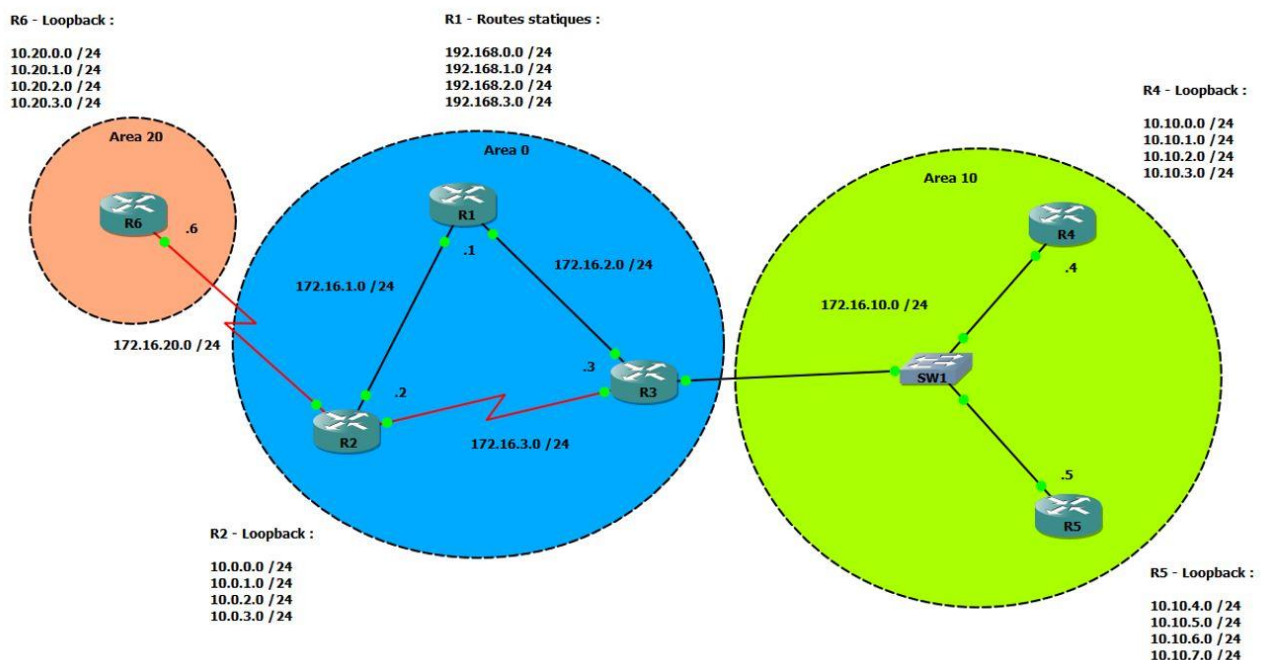 R6 - Loopback :
10.20.0.0 /24
10.20.1.0 /24
10.20.2.0 /24
10.20.3.0 /24
R1 - Routes statiques :
192.168.0.0 /24
192.168.1.0 /24
192.168.2.0 /24
192.168.3.0 /24
R4 - Loopback :
10.10.0.0 /24
10.10.1.0 /24
10.10.2.0 /24
10.10.3.0 /24
Area 20
R6
.6
172.16.20.0 /24
Area 0
R1
.1
172.16.1.0 /24
172.16.2.0 /24
.2
R2
.3
R3
172.16.3.0 /24
Area 10
R4
.4
172.16.10.0 /24
SW1
.5
R5
R2 - Loopback :
10.0.0.0 /24
10.0.1.0 /24
10.0.2.0 /24
10.0.3.0 /24
R5 - Loopback :
10.10.4.0 /24
10.10.5.0 /24
10.10.6.0 /24
10.10.7.0 /24